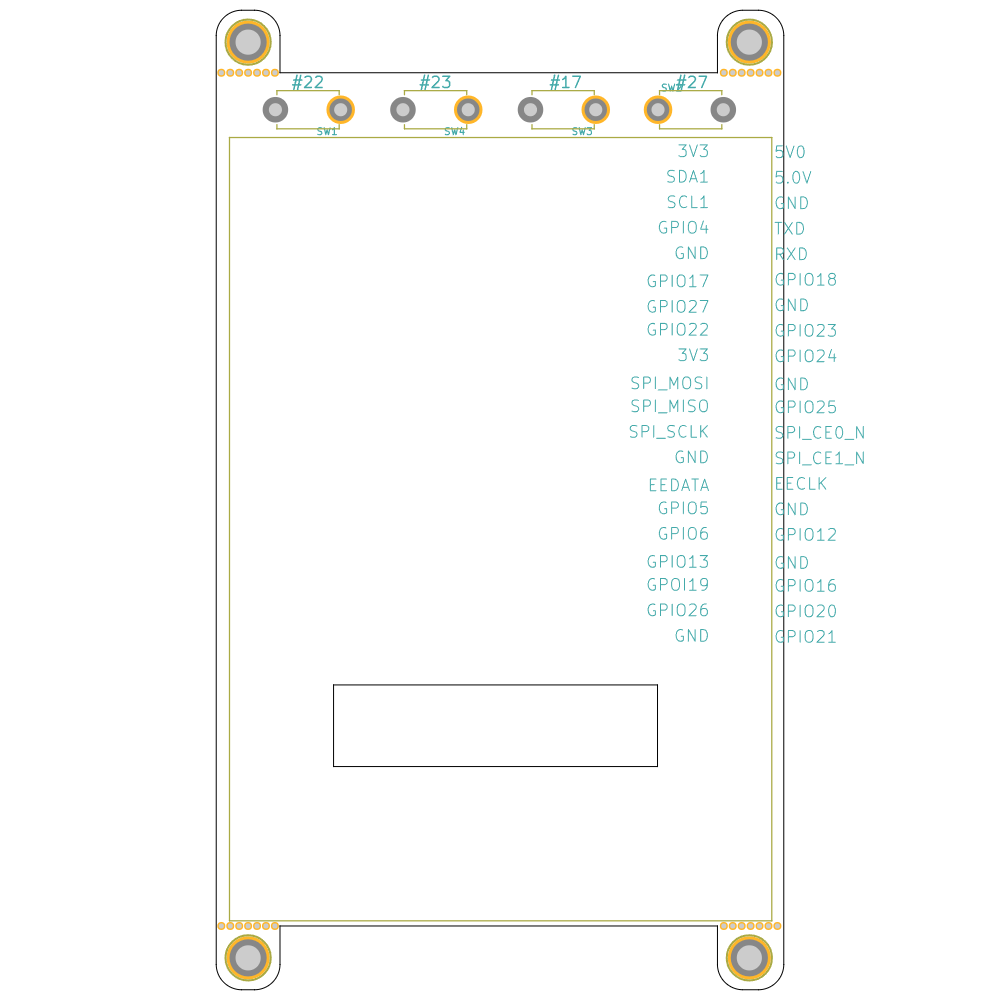 #22 #23 #17 SW2 #27
SW1 SW4 SW3
3V3 5V0
SDA1 5.0V
SCL1 GND
GPIO4 TXD
GND RXD
GPIO17 GPIO18
GPIO27 GND
GPIO22 GPIO23
3V3 GPIO24
SPI_MOSI GND
SPI_MISO GPIO25
SPI_SCLK SPI_CE0_N
GND SPI_CE1_N
EEDATA EECLK
GPIO5 GND
GPIO6 GPIO12
GPIO13 GND
GPOI19 GPIO16
GPIO26 GPIO20
GND GPIO21